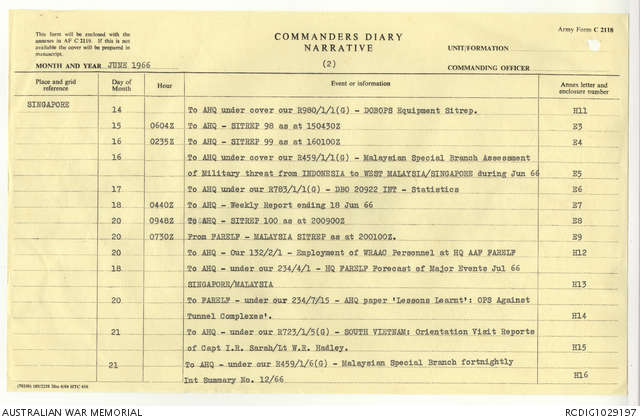 This form will be enclosed with the
annexes in AF C 2119. If this is not
available the cover will be prepared in
manuscript.
COMMANDERS DIARY
NARRATIVE
Army Form C 2118
UNIT/FORMATION
MONTH AND YEAR JUNE 1966
(2)
COMMANDING OFFICER
Place and grid reference Day of Month Hour Event or information Annex letter and enclosure number
SINGAPORE 14 To AHQ under cover our R980/1/1(G) - DOBOPS Equipment Sitrep. H11
15 0604Z To AHQ - SITREP 98 as at 150430Z E3
16 0235Z To AHQ - SITREP 99 as at 160100Z E4
16 To AHQ under cover our R459/1/1(G) - Malaysian Special Branch Assessment
of Military threat from INDONESIA to WEST MALAYSIA/SINGAPORE during Jun 66 E5
17 To AHQ under our R783/1/1(G) - DBO 20922 INT - Statistics E6
18 0440Z To AHQ - Weekly Report ending 18 Jun 66 E7
20 0948Z To AHQ - SITREP 100 as at 200900Z E8
20 0730Z From FARELF - MALAYSIA SITREP as at 200100Z. E9
20 To AHQ - Our 132/2/1 - Employment of WRAAC Personnel at HQ AAF FARELF H12
18 To AHQ - under our 234/4/1 - HQ FARELF Forecast of Major Events Jul 66
SINGAPORE/MALAYSIA H13
20 To FARELF - under our 234/7/15 - AHQ paper 'Lessons Learnt': OPS Against
Tunnel Complexes'. H14
21 To AHQ - under our R723/1/5(G) - SOUTH VIETNAM: Orientation Visit Reports
of Capt I.R. Sarah/Lt W.R. Hadley. H15
21 To AHQ - under our R459/1/6(G) - Malaysian Special Branch fortnightly
Int Summary No. 12/66 H16
AUSTRALIAN WAR MEMORIAL
RCDIG1029197